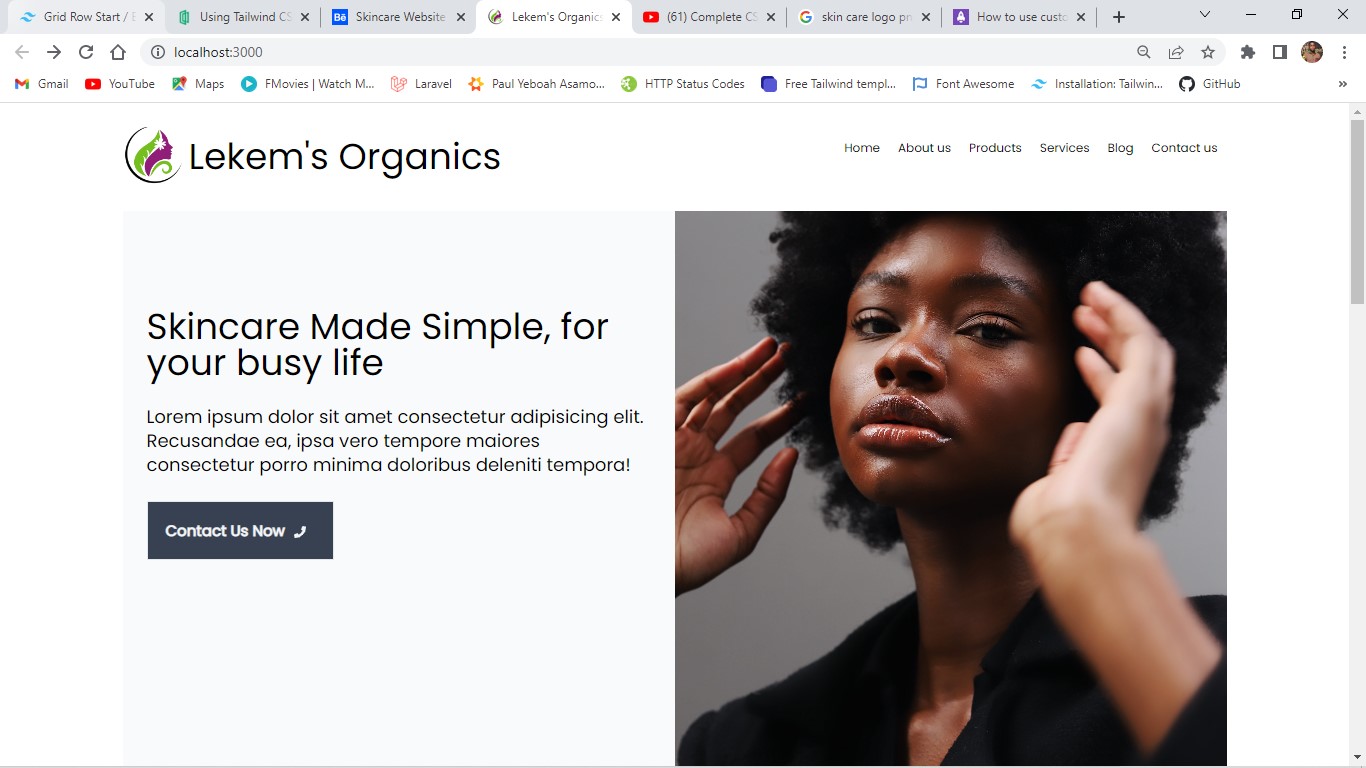 Grid Row Start / E
Using Tailwind CS
Bē Skincare Website
Lekem's Organics
(61) Complete CS
skin care logo pn
How to use custo
localhost:3000
Gmail
YouTube
Maps
FMovies | Watch M...
Laravel
Paul Yeboah Asamo...
HTTP Status Codes
Free Tailwind templ...
Font Awesome
Installation: Tailwin...
GitHub
»
Lekem's Organics
Home
About us
Products
Services
Blog
Contact us
Skincare Made Simple, for
your busy life
Lorem ipsum dolor sit amet consectetur adipisicing elit.
Recusandae ea, ipsa vero tempore maiores
consectetur porro minima doloribus deleniti tempora!
Contact Us Now